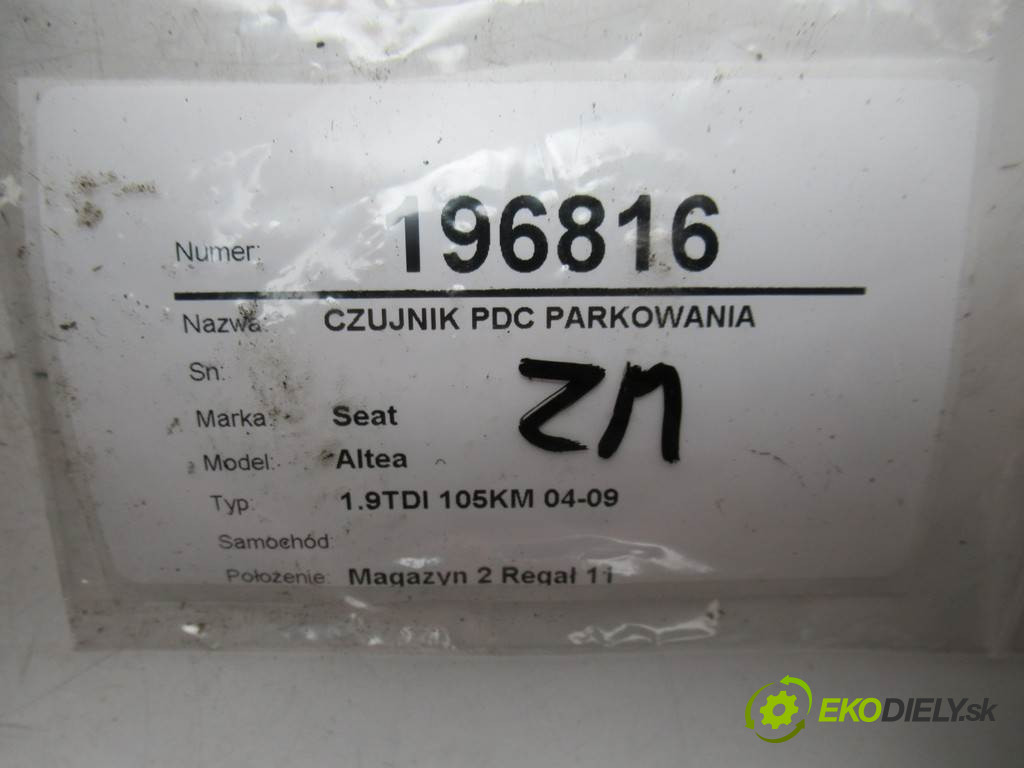 Numer: 196816
Nazwa: CZUJNIK PDC PARKOWANIA
Sn:
ZM
Marka: Seat
Model: Altea
Typ: 1.9TDI 105KM 04-09
Samochód:
Położenie: Magazyn 2 Regał 11
EKODIELY.sk